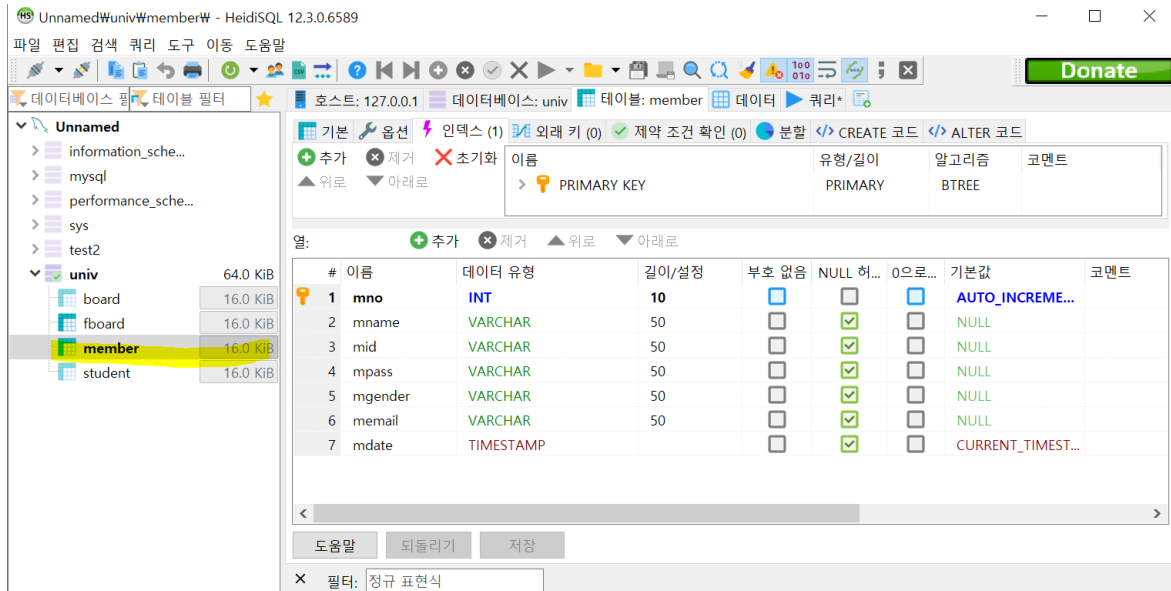 Unnamed₩univ₩member₩ - HeidiSQL 12.3.0.6589
파일 편집 검색 쿼리 도구 이동 도움말
Donate
데이터베이스 필 테이블 필터
호스트: 127.0.0.1 데이터베이스: univ 테이블: member 데이터 쿼리*
Unnamed
information_sche...
mysql
performance_sche...
sys
test2
univ 64.0 KiB
board 16.0 KiB
fboard 16.0 KiB
member 16.0 KiB
student 16.0 KiB
기본 옵션 인덱스 (1) 외래 키 (0) 제약 조건 확인 (0) 분할 CREATE 코드 ALTER 코드
추가 제거 초기화
위로 아래로
이름 유형/길이 알고리즘 코멘트
PRIMARY KEY PRIMARY BTREE
열: 추가 제거 위로 아래로
# 이름 데이터 유형 길이/설정 부호 없음 NULL 허... 0으로... 기본값 코멘트
1 mno INT 10 AUTO_INCREME...
2 mname VARCHAR 50 NULL
3 mid VARCHAR 50 NULL
4 mpass VARCHAR 50 NULL
5 mgender VARCHAR 50 NULL
6 memail VARCHAR 50 NULL
7 mdate TIMESTAMP CURRENT_TIMEST...
도움말 되돌리기 저장
필터: 정규 표현식